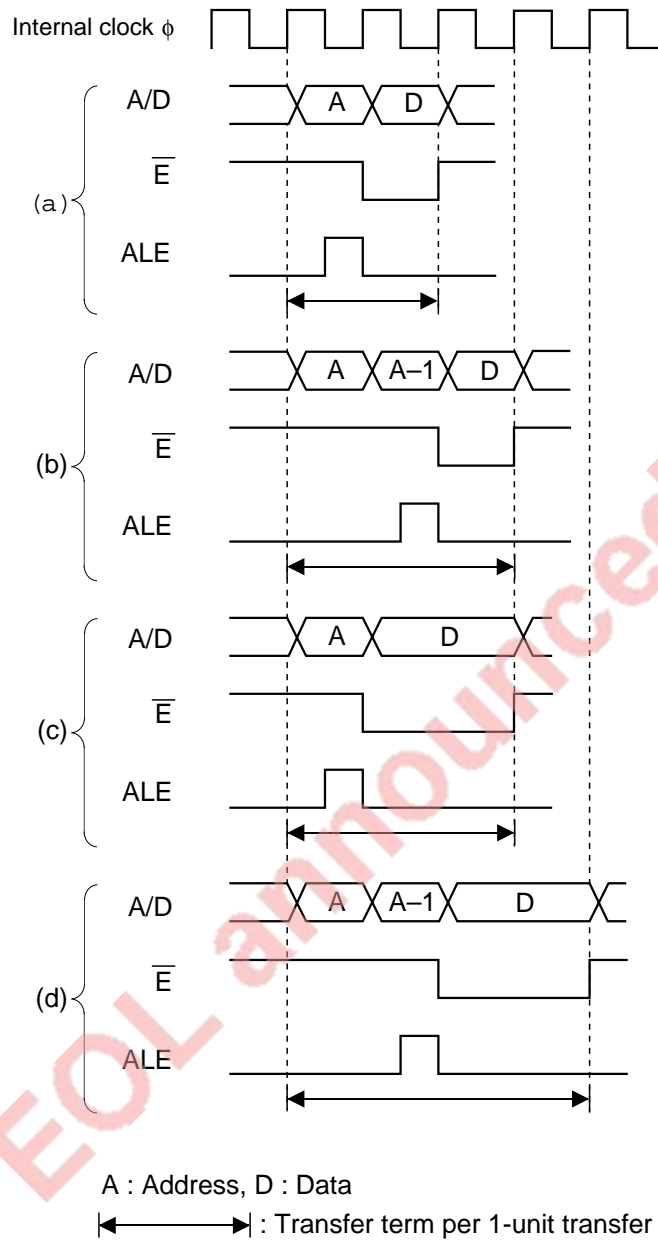 Internal clock ϕ
(a)
A/D
A
D
E
ALE
(b)
A/D
A
A–1
D
E
ALE
(c)
A/D
A
D
E
ALE
(d)
A/D
A
A–1
D
E
ALE
A : Address, D : Data
: Transfer term per 1-unit transfer
EOL announced